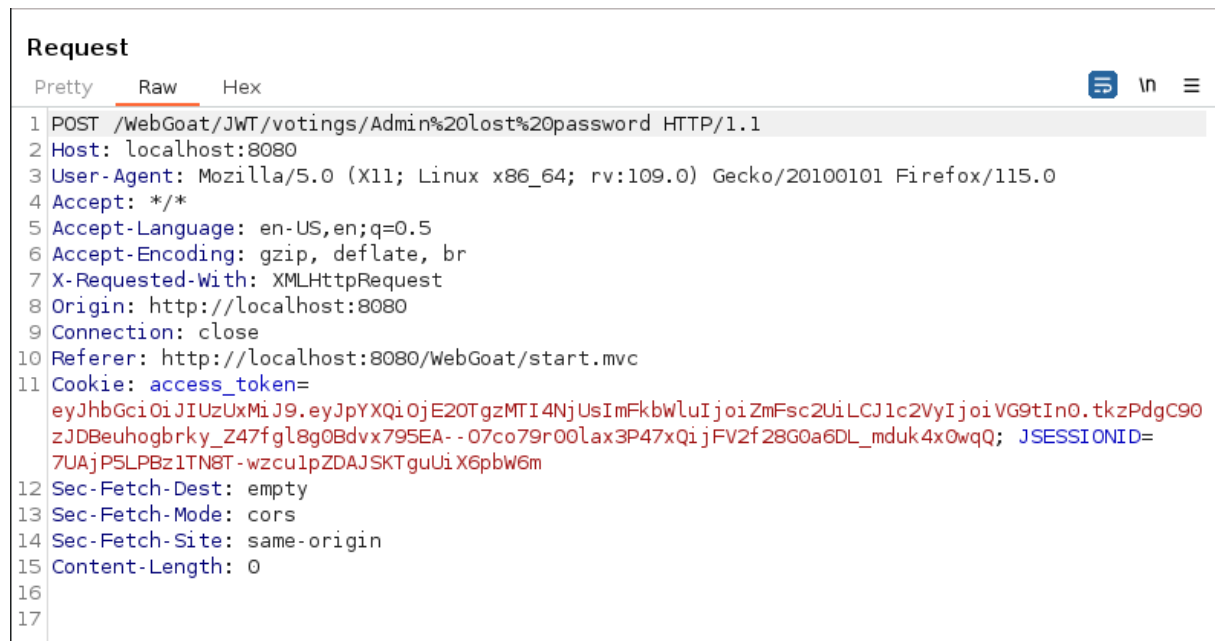 Request
Pretty Raw Hex \n
1 POST /WebGoat/JWT/votings/Admin%20lost%20password HTTP/1.1
2 Host: localhost:8080
3 User-Agent: Mozilla/5.0 (X11; Linux x86_64; rv:109.0) Gecko/20100101 Firefox/115.0
4 Accept: */*
5 Accept-Language: en-US,en;q=0.5
6 Accept-Encoding: gzip, deflate, br
7 X-Requested-With: XMLHttpRequest
8 Origin: http://localhost:8080
9 Connection: close
10 Referer: http://localhost:8080/WebGoat/start.mvc
11 Cookie: access_token=
eyJhbGciOiJIUzUxMiJ9.eyJpYXQiOjE2OTgzMTI4NjUsImFkbWluIjoiZmFsc2UiLCJ1c2VyIjoiVG9tIn0.tkzPdgC90
zJDBeuhogbrky_Z47fgl8g0Bdvx795EA--O7co79r00lax3P47xQijFV2f28G0a6DL_mduk4x0wqQ; JSESSIONID=
7UAjP5LPBz1TN8T-wzcu1pZDAJSKTguUiX6pbW6m
12 Sec-Fetch-Dest: empty
13 Sec-Fetch-Mode: cors
14 Sec-Fetch-Site: same-origin
15 Content-Length: 0
16
17